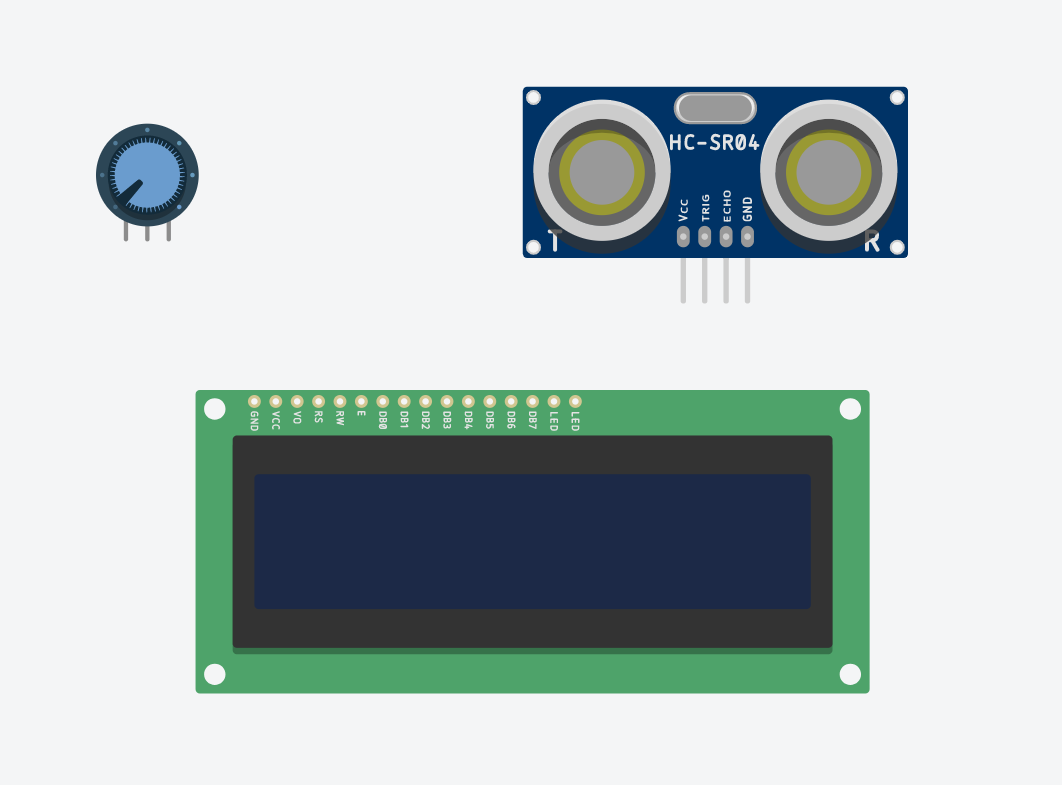 HC-SR04
VCC
TRIG
ECHO
GND
T
R
GND
VCC
VO
RS
RW
E
DB0
DB1
DB2
DB3
DB4
DB5
DB6
DB7
LED
LED